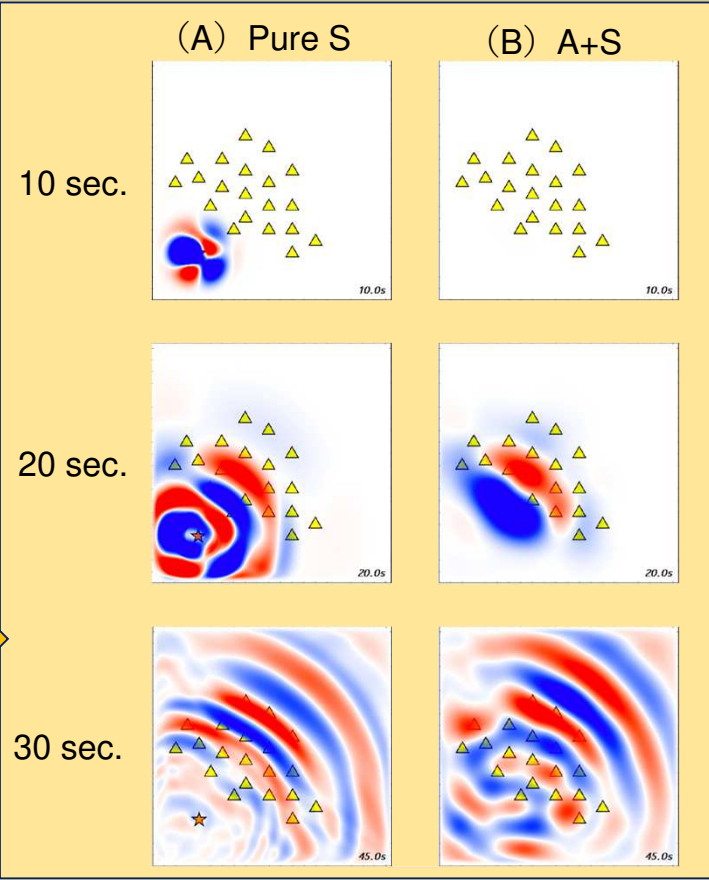 （A） Pure S
（B） A+S
10 sec.
10.0s
10.0s
20 sec.
20.0s
20.0s
30 sec.
45.0s
45.0s